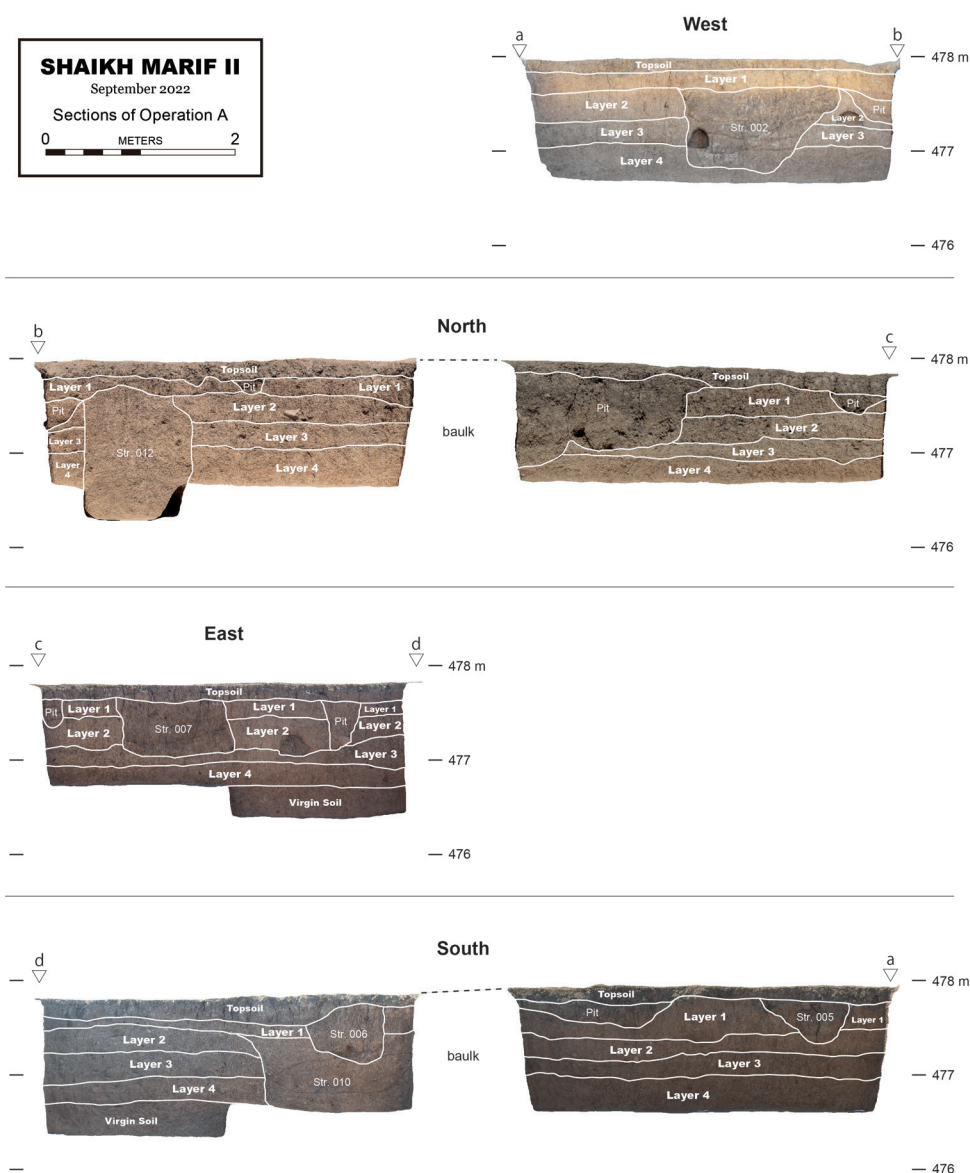 SHAIKH MARIF II
September 2022
Sections of Operation A
0 METERS 2
West
a
b
478 m
477
476
Topsoil
Layer 1
Layer 2
Pit
Layer 2
Str. 002
Layer 3
Layer 3
Layer 4
North
b
c
478 m
477
476
Topsoil
Layer 1
Pit
Layer 1
Pit
Layer 2
Layer 3
Layer 3
Str. 012
Layer
4
Layer 4
baulk
Topsoil
Layer 1
Pit
Pit
Layer 2
Layer 3
Layer 4
East
c
d
478 m
477
476
Topsoil
Pit
Layer 1
Layer 1
Layer 1
Str. 007
Pit
Layer 2
Layer 2
Layer 2
Layer 3
Layer 4
Virgin Soil
South
d
a
478 m
477
476
Topsoil
Layer 1
Str. 006
Layer 2
Layer 3
Layer 4
Str. 010
Virgin Soil
baulk
Topsoil
Pit
Layer 1
Str. 005
Layer 1
Layer 2
Layer 3
Layer 4